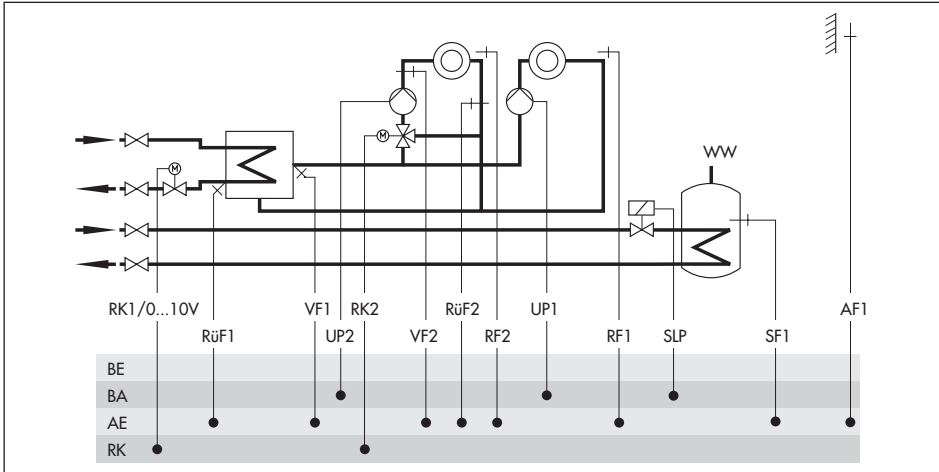 WW
M
M
RK1/0...10V VF1 RK2 RüF2 UP1 AF1
RüF1 UP2 VF2 RF2 RF1 SLP SF1
BE
BA
AE
RK